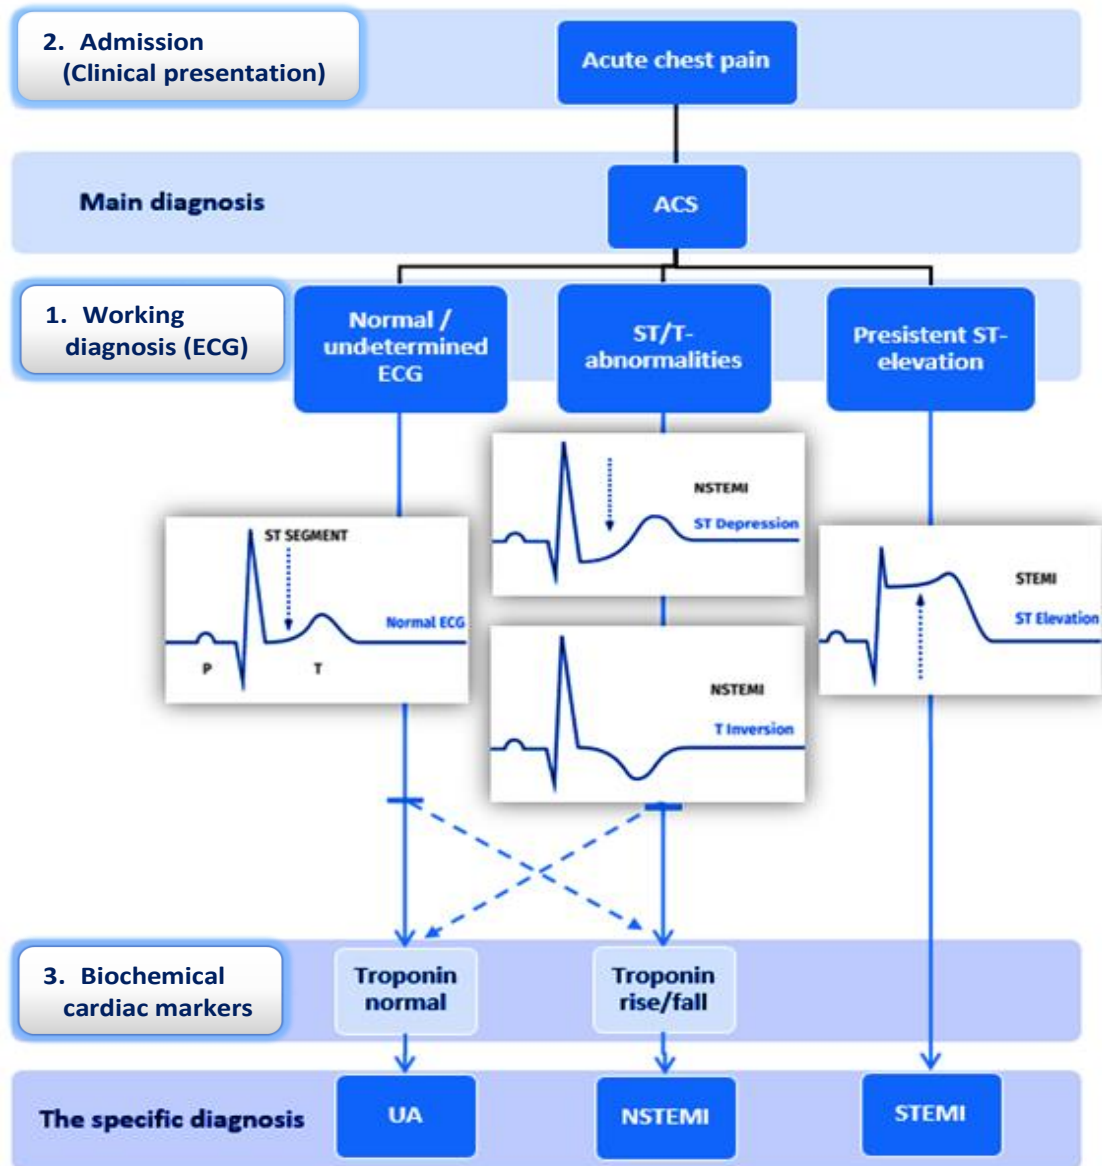 2. Admission
(Clinical presentation)
Acute chest pain
Main diagnosis
ACS
1. Working
diagnosis (ECG)
Normal /
undetermined
ECG
ST/T-
abnormalities
Presistent ST-
elevation
NSTEMI
ST Depression
ST SEGMENT
Normal ECG
P
T
STEMI
ST Elevation
NSTEMI
T Inversion
3. Biochemical
cardiac markers
Troponin
normal
Troponin
rise/fall
The specific diagnosis
UA
NSTEMI
STEMI